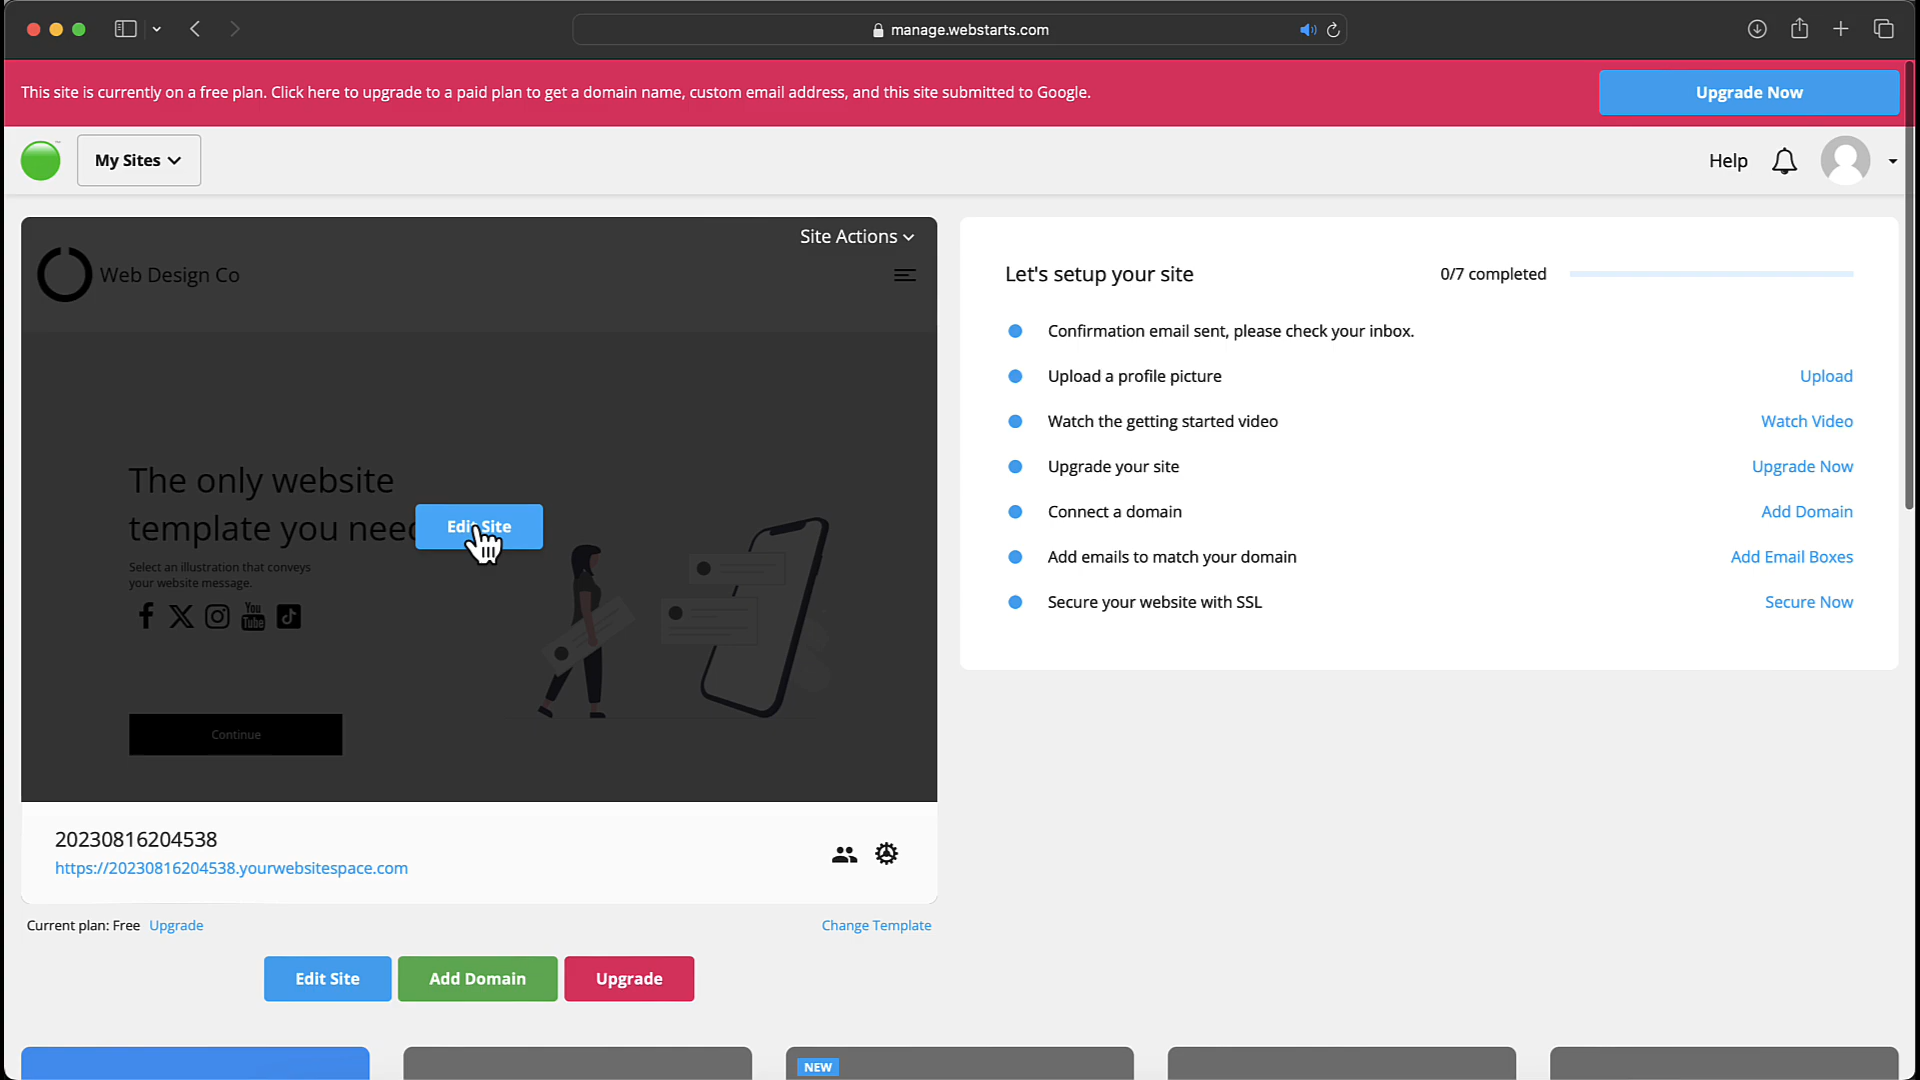 manage.webstarts.com
This site is currently on a free plan. Click here to upgrade to a paid plan to get a domain name, custom email address, and this site submitted to Google.
Upgrade Now
My Sites
Help
Site Actions
Web Design Co
The only website
template you need
Select an illustration that conveys
your website message.
You
Tube
Continue
Edit Site
Let's setup your site
0/7 completed
Confirmation email sent, please check your inbox.
Upload a profile picture
Upload
Watch the getting started video
Watch Video
Upgrade your site
Upgrade Now
Connect a domain
Add Domain
Add emails to match your domain
Add Email Boxes
Secure your website with SSL
Secure Now
20230816204538
https://20230816204538.yourwebsitespace.com
Current plan: Free Upgrade
Change Template
Edit Site
Add Domain
Upgrade
NEW